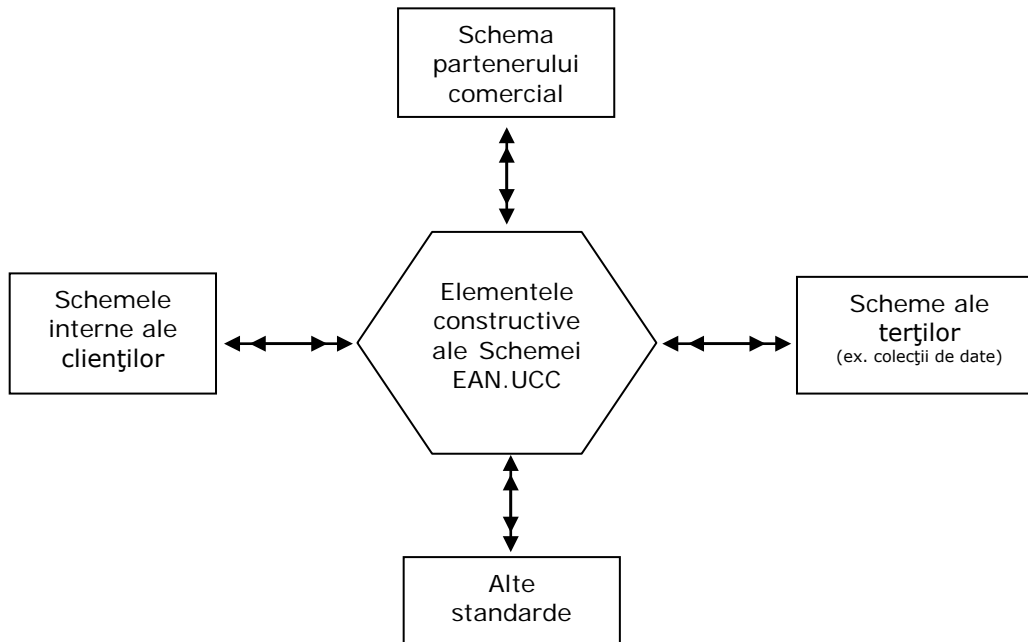 Schema
partenerului
comercial
Schemele
interne ale
clienţilor
Elementele
constructive
ale Schemei
EAN.UCC
Scheme ale
terţilor
(ex. colecţii de date)
Alte
standarde